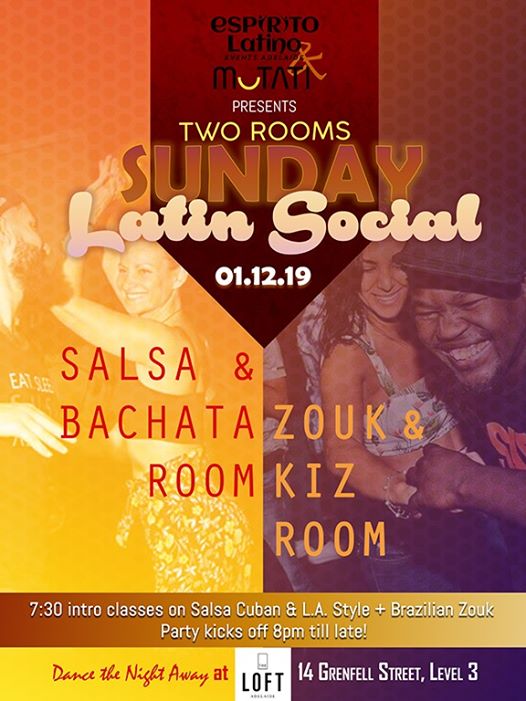 ESPÍRITO
Latino
EVENTS ADELAIDE
MUTATI
PRESENTS
TWO ROOMS
SUNDAY
Latin Social
01.12.19
SALSA &
BACHATA
ROOM
ZOUK &
KIZ
ROOM
EAT SLEE
7:30 intro classes on Salsa Cuban & L.A. Style + Brazilian Zouk
Party kicks off 8pm till late!
Dance the Night Away at
THE
LOFT
ADELAIDE
14 Grenfell Street, Level 3